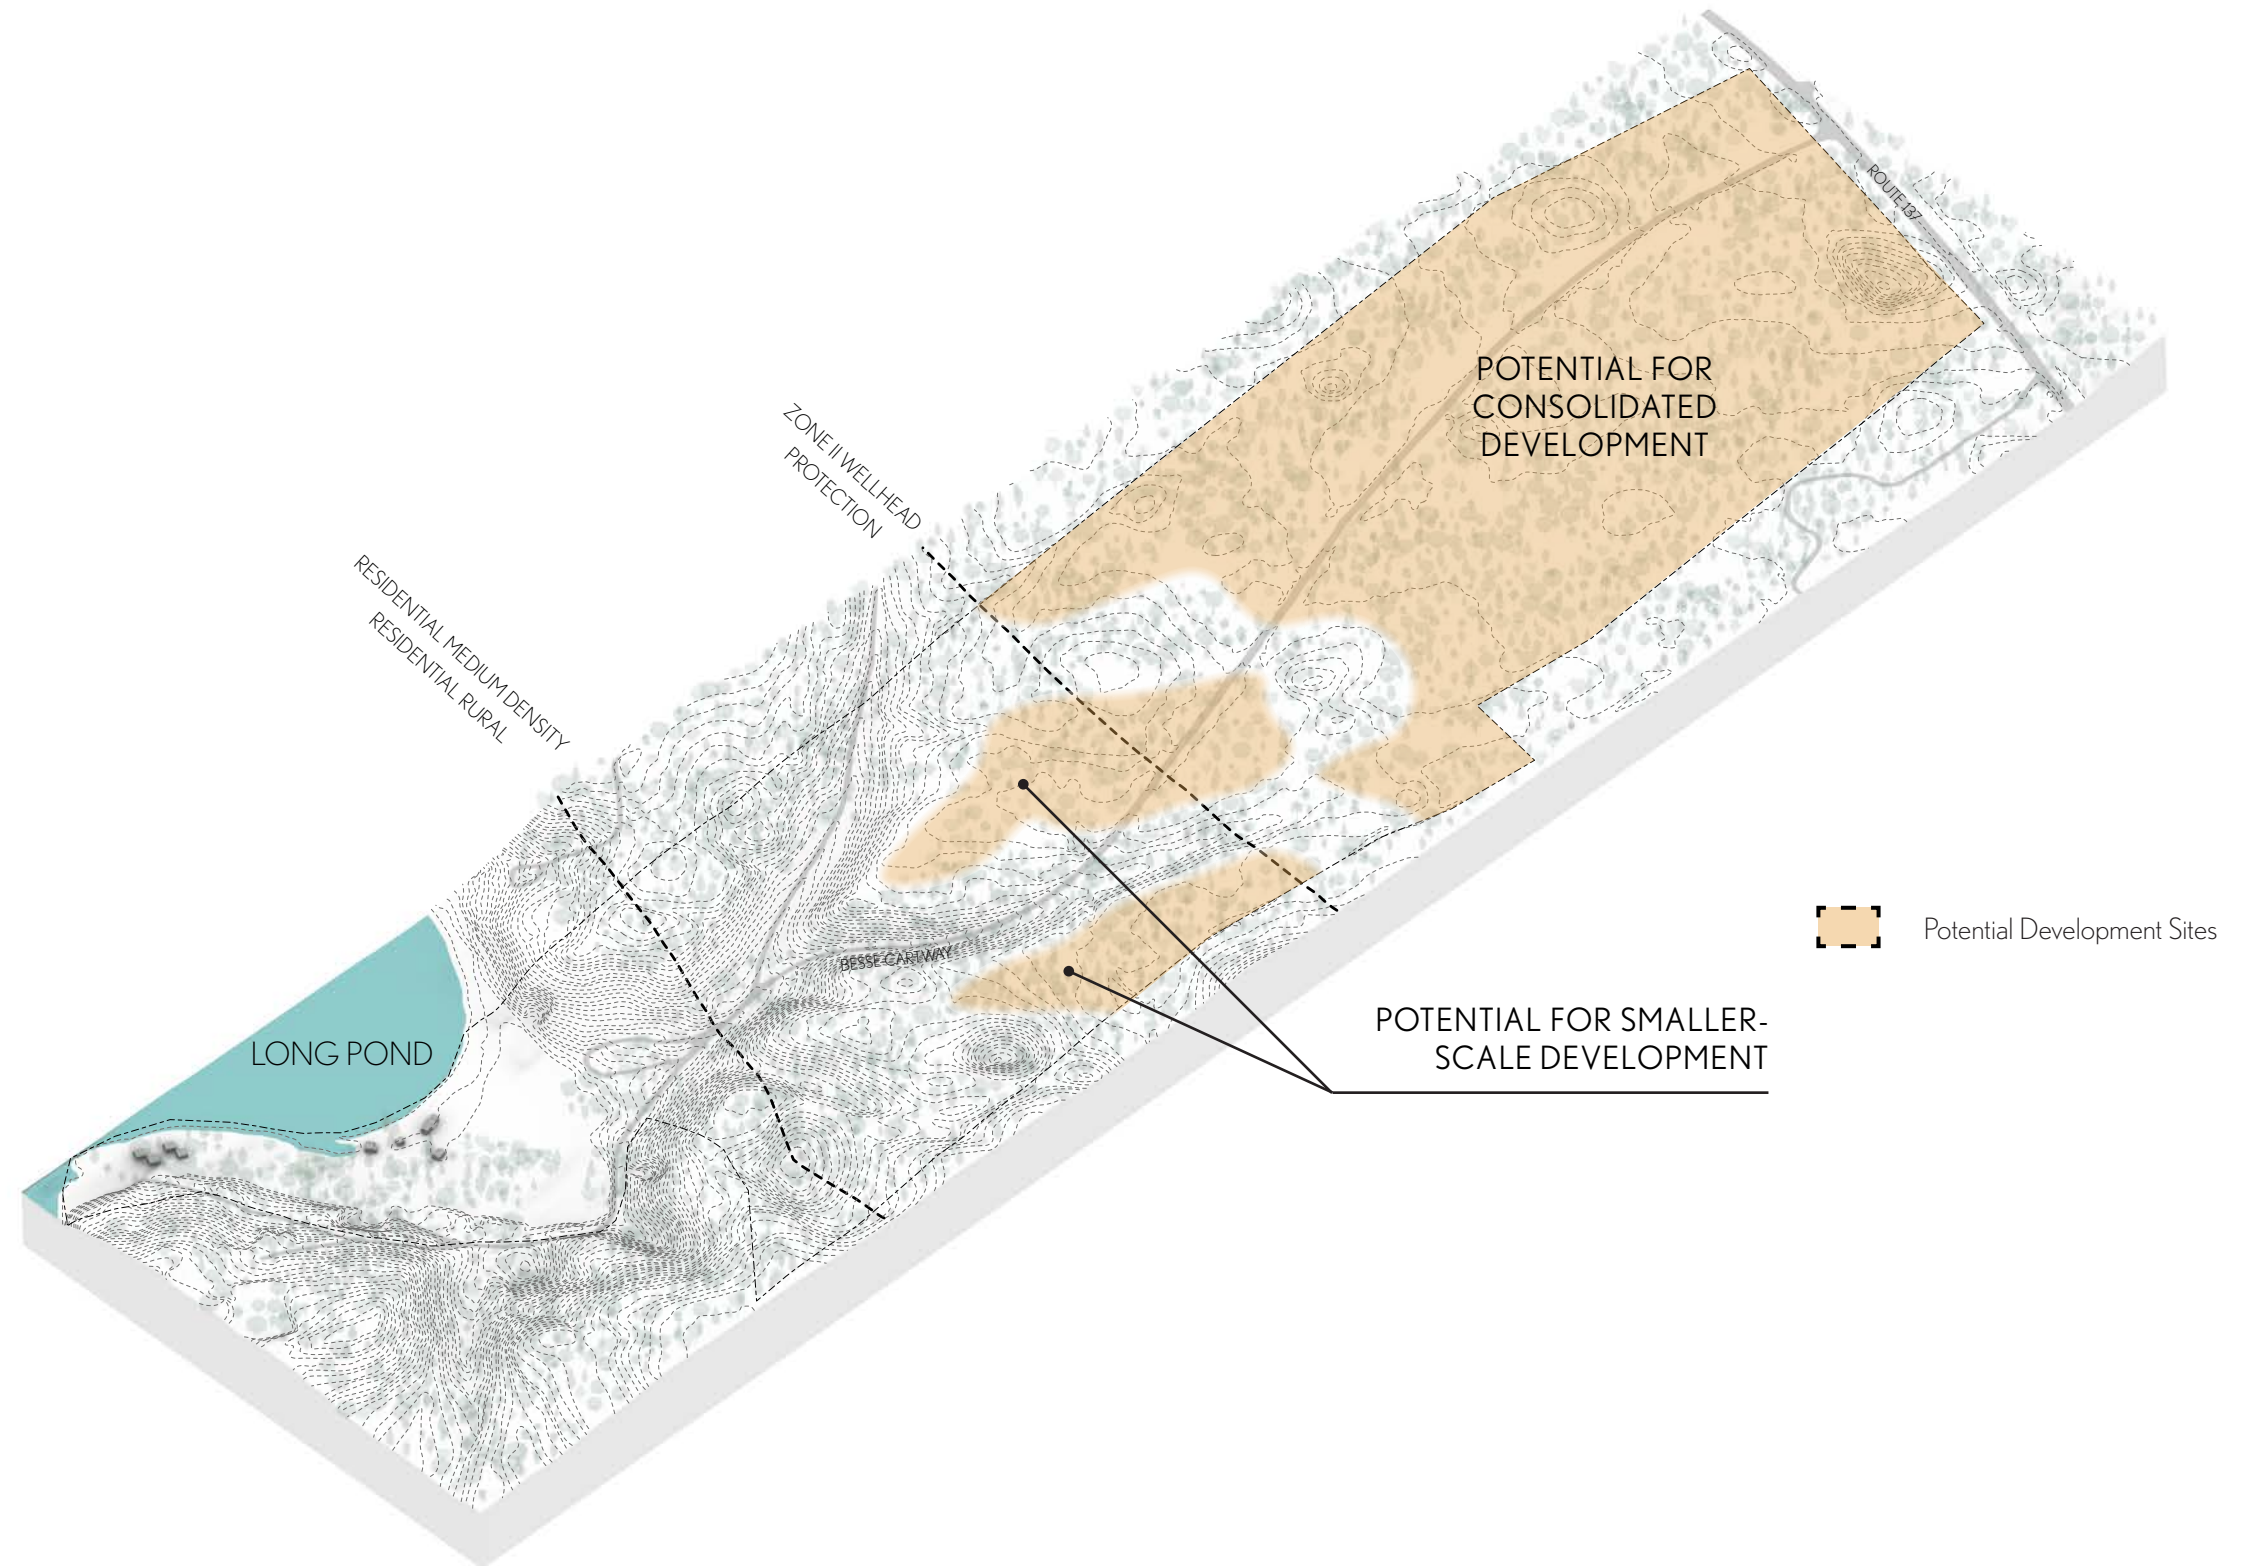 ROUTE 137
POTENTIAL FOR
CONSOLIDATED
DEVELOPMENT
ZONE II WELLHEAD
PROTECTION
RESIDENTIAL MEDIUM DENSITY
RESIDENTIAL RURAL
Potential Development Sites
BESSE CARTWAY
POTENTIAL FOR SMALLER-
SCALE DEVELOPMENT
LONG POND